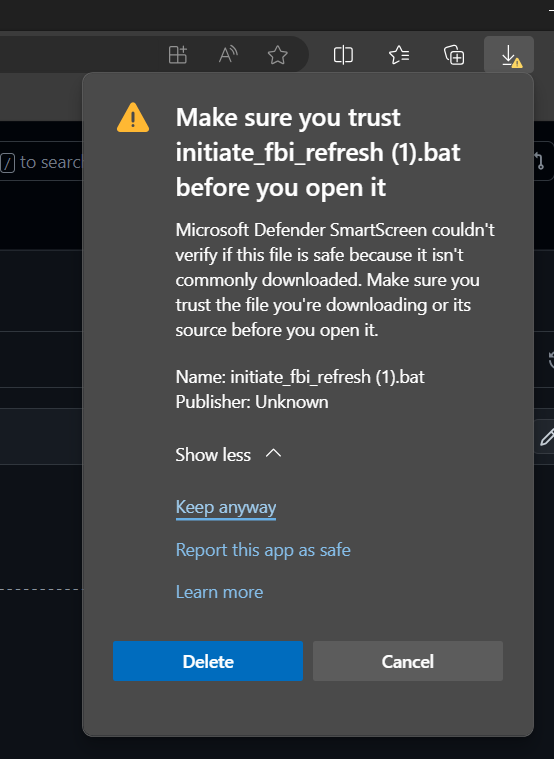 / to searc
Make sure you trust
initiate_fbi_refresh (1).bat
before you open it
Microsoft Defender SmartScreen couldn't
verify if this file is safe because it isn't
commonly downloaded. Make sure you
trust the file you're downloading or its
source before you open it.
Name: initiate_fbi_refresh (1).bat
Publisher: Unknown
Show less
Keep anyway
Report this app as safe
Learn more
Delete
Cancel